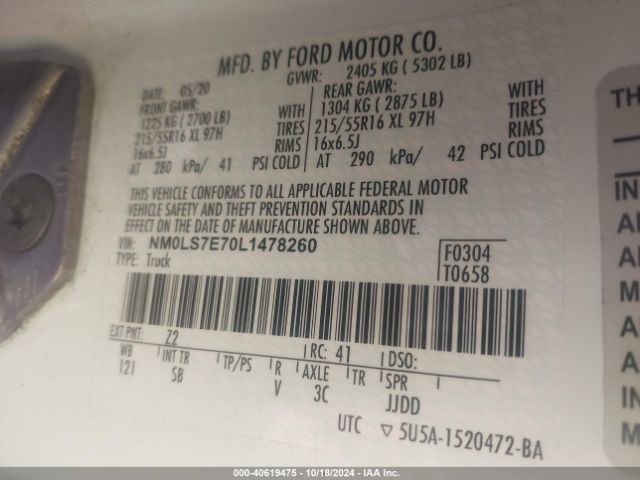 MFD. BY FORD MOTOR CO.
GVWR: 2405 KG ( 5302 LB)
DATE: 05/20
FRONT GAWR:
1225 KG ( 2700 LB)
WITH
215/55R16 XL 97H
TIRES
16x6.5J
RIMS
AT 280 kPa/ 41 PSI COLD
REAR GAWR:
1304 KG ( 2875 LB)
WITH
215/55R16 XL 97H
TIRES
16x6.5J
RIMS
AT 290 kPa/ 42 PSI COLD
THIS VEHICLE CONFORMS TO ALL APPLICABLE FEDERAL MOTOR
VEHICLE SAFETY AND THEFT PREVENTION STANDARDS IN
EFFECT ON THE DATE OF MANUFACTURE SHOWN ABOVE.
VIN: NM0LS7E70L1478260
TYPE: Truck
F0304
T0658
EXT PNT: Z2 RC: 41 DSO:
WB INT TR TP/PS R AXLE TR SPR
121 SB V 3C JJDD
UTC ▽ 5U5A-1520472-BA
TH
IN
M
IN
M
000-40619475 - 10/18/2024 - IAA Inc.